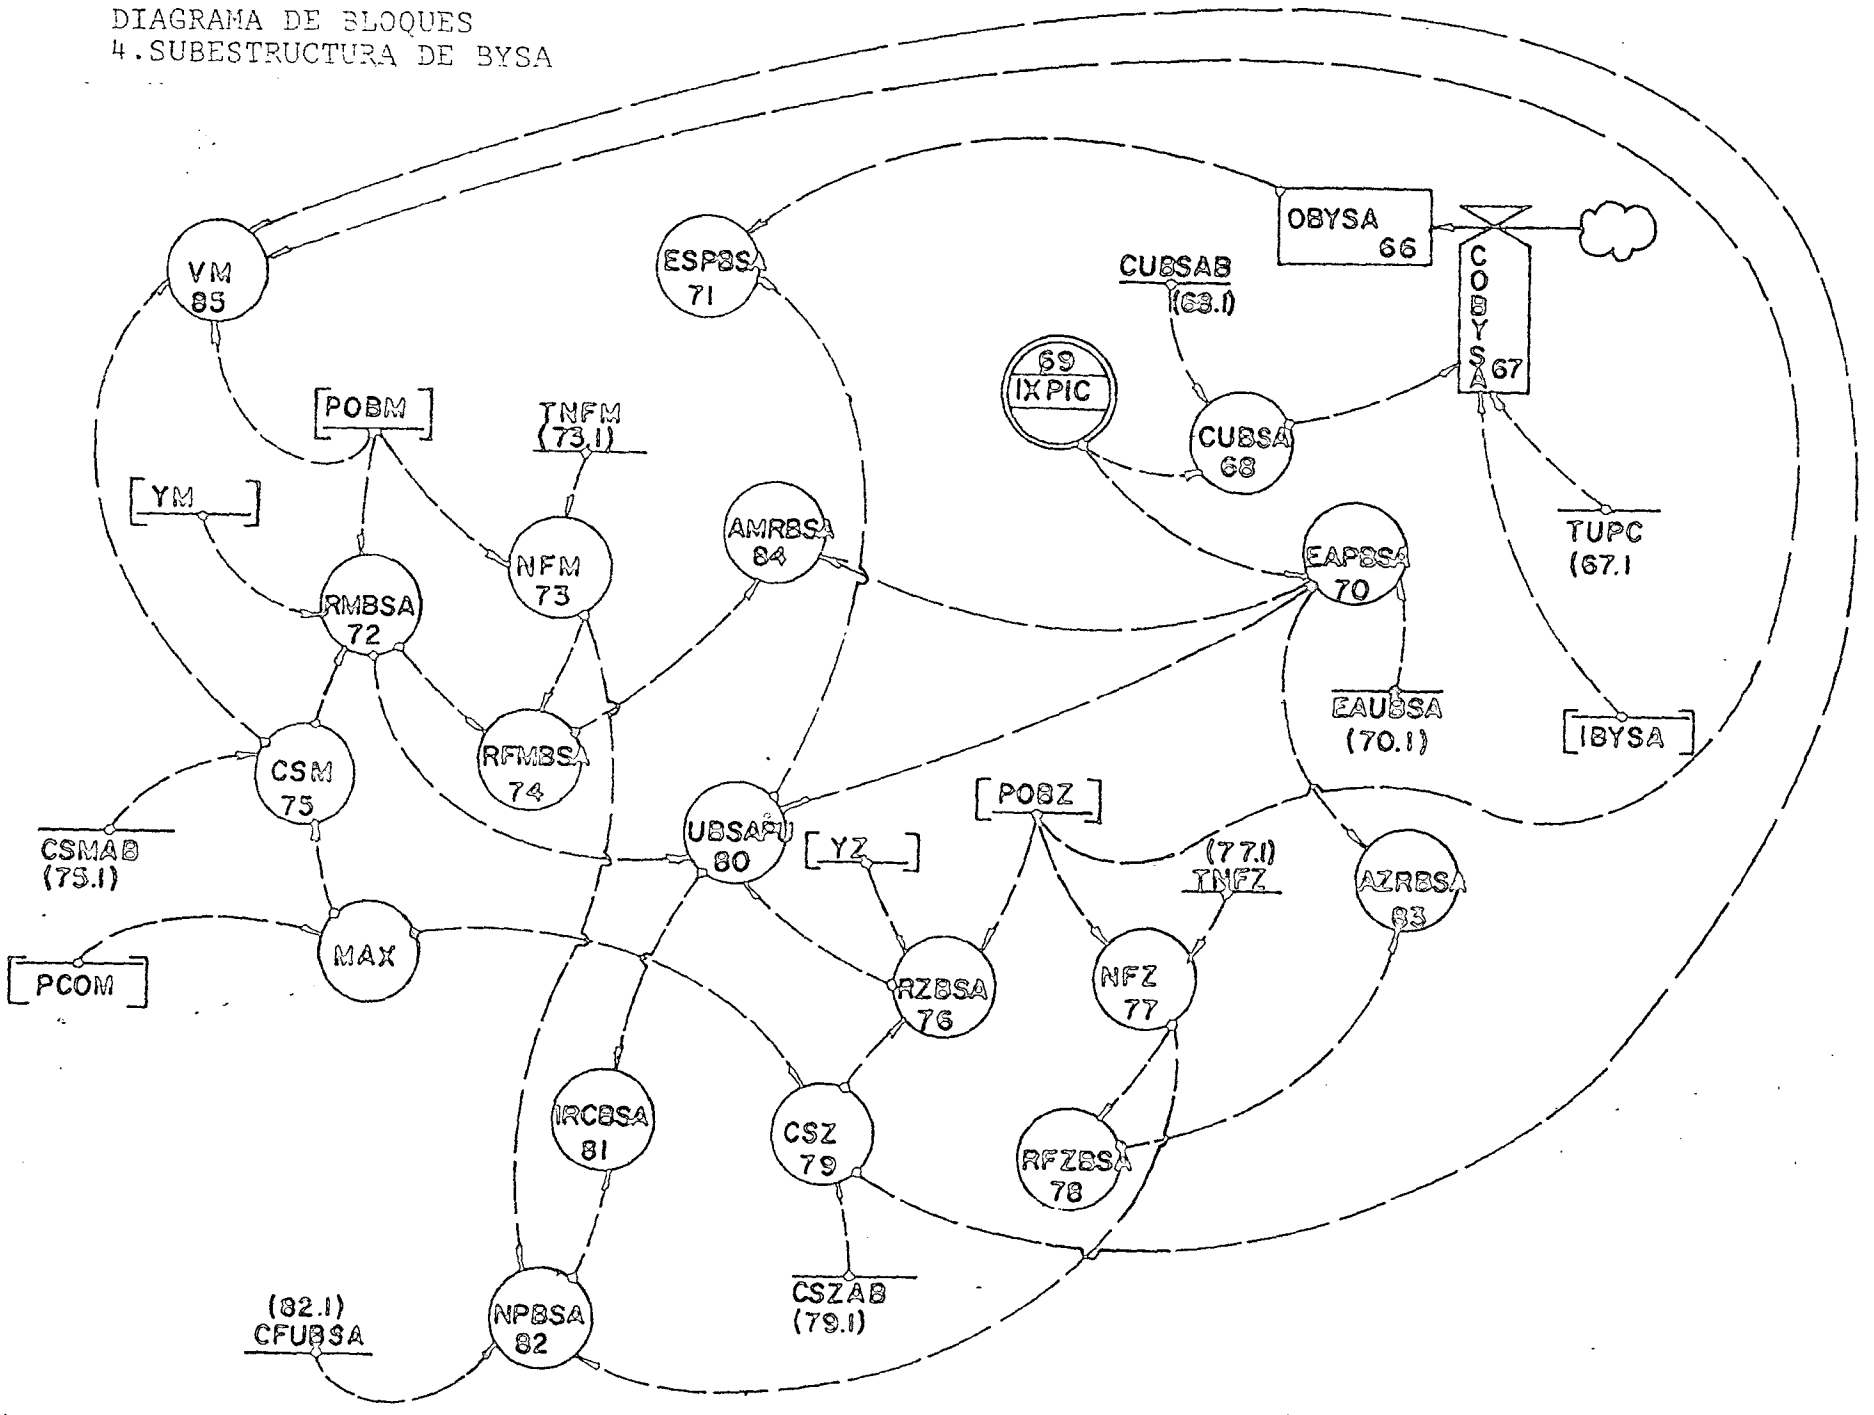 DIAGRAMA DE BLOQUES
4.SUBESTRUCTURA DE BYSA
VM
85
ESPBSA
71
OBYSA
66
COBYSA
67
CUBSAB
(68.1)
69
IXPIC
CUBSA
68
[POBM]
TNFM
(73.1)
[YM]
AMRBSA
84
NFM
73
EAPBSA
70
TUPC
(67.1
RMBSA
72
EAUBSA
(70.1)
[IBYSA]
RFMBSA
74
CSM
75
[POBZ]
UBSAPU
80
[YZ]
(77.1)
TNFZ
CSMAB
(75.1)
AZRBSA
83
MAX
[PCOM]
RZBSA
76
NFZ
77
IRCBSA
81
CSZ
79
RFZBSA
78
CSZAB
(79.1)
(82.1)
CFUBSA
NPBSA
82